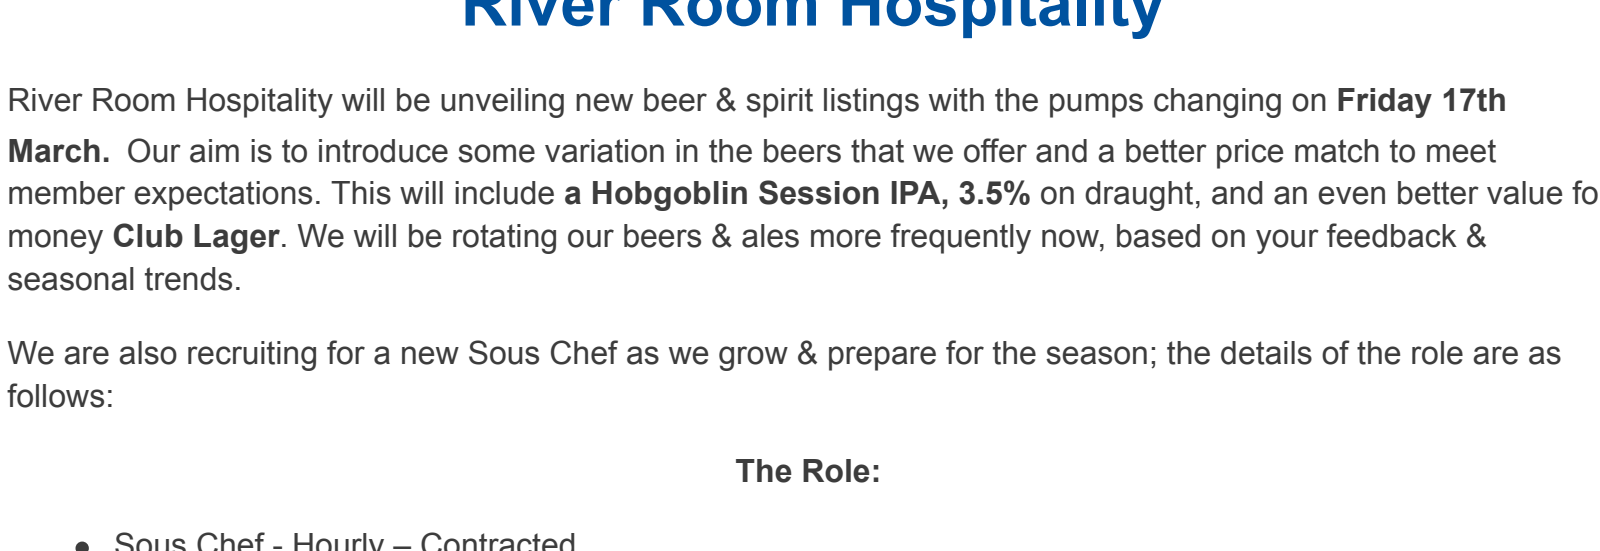 River Room Hospitality
River Room Hospitality will be unveiling new beer & spirit listings with the pumps changing on Friday 17th
March.  Our aim is to introduce some variation in the beers that we offer and a better price match to meet
member expectations. This will include a Hobgoblin Session IPA, 3.5% on draught, and an even better value fo
money Club Lager. We will be rotating our beers & ales more frequently now, based on your feedback &
seasonal trends.
We are also recruiting for a new Sous Chef as we grow & prepare for the season; the details of the role are as
follows:
The Role:
● Sous Chef - Hourly – Contracted